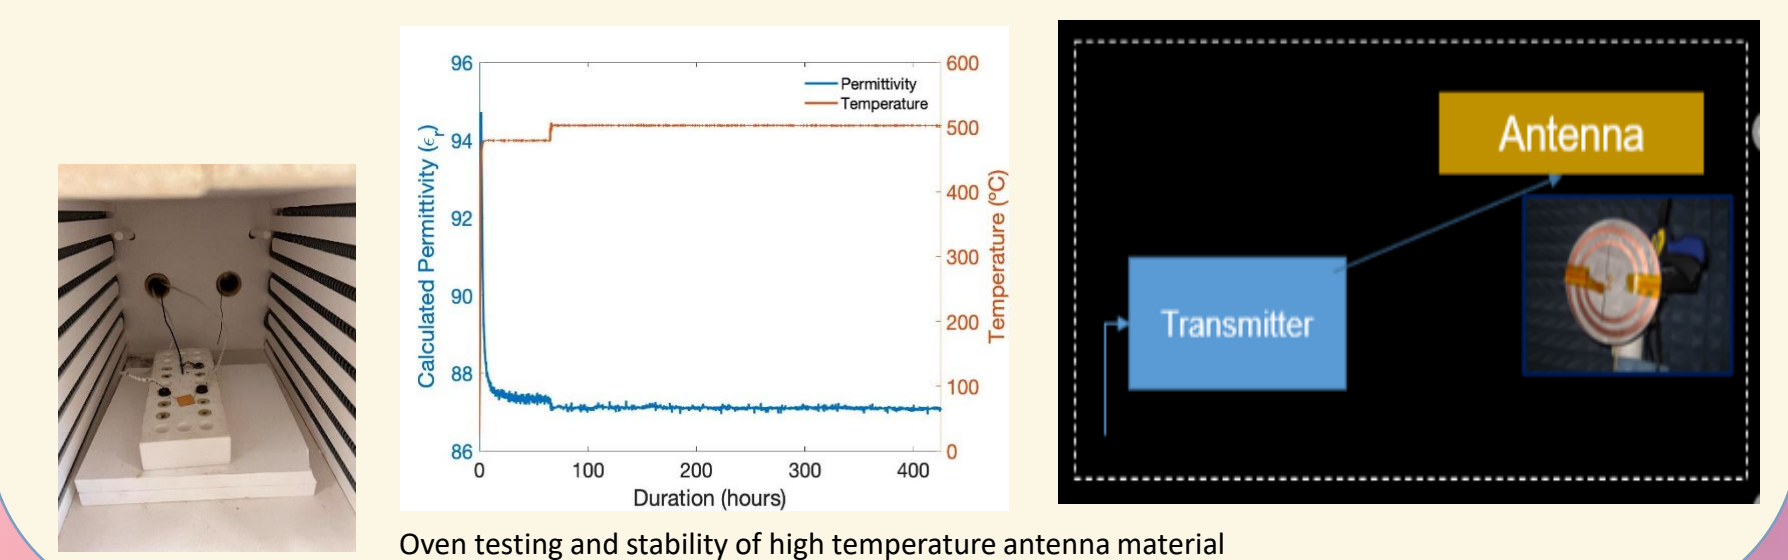 96
94
92
90
88
86
Calculated Permittivity (ϵr)
600
500
400
300
200
100
0
Temperature (ºC)
Permittivity
Temperature
0 100 200 300 400
Duration (hours)
Antenna
Transmitter
Oven testing and stability of high temperature antenna material